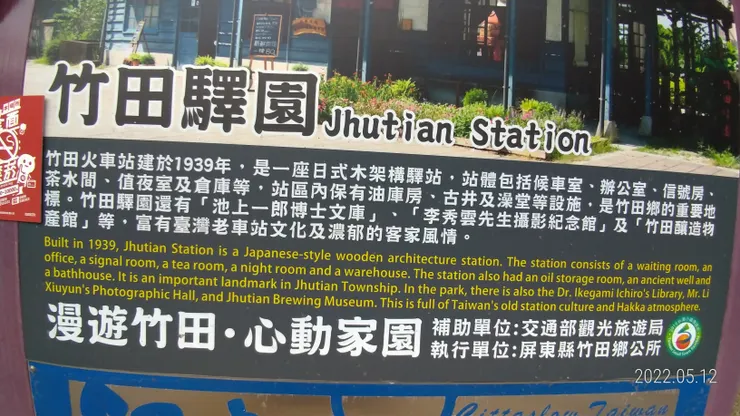 竹田驛園 Jhutian Station
竹田火車站建於1939年，是一座日式木架構驛站，站體包括候車室、辦公室、信號房、
茶水間、值夜室及倉庫等，站區內保有油庫房、古井及澡堂等設施，是竹田鄉的重要地
標。竹田驛園還有「池上一郎博士文庫」、「李秀雲先生攝影紀念館」及「竹田釀造物
產館」等，富有臺灣老車站文化及濃郁的客家風情。
Built in 1939, Jhutian Station is a Japanese-style wooden architecture station. The station consists of a waiting room, an
office, a signal room, a tea room, a night room and a warehouse. The station also had an oil storage room, an ancient well and
a bathhouse. It is an important landmark in Jhutian Township. In the park, there is also the Dr. Ikegami Ichiro's Library, Mr. Li
Xiuyun's Photographic Hall, and Jhutian Brewing Museum. This is full of Taiwan's old station culture and Hakka atmosphere.
漫遊竹田·心動家園
補助單位:交通部觀光旅遊局
執行單位:屏東縣竹田鄉公所
2022.05.12
Cittaslow Taiwan